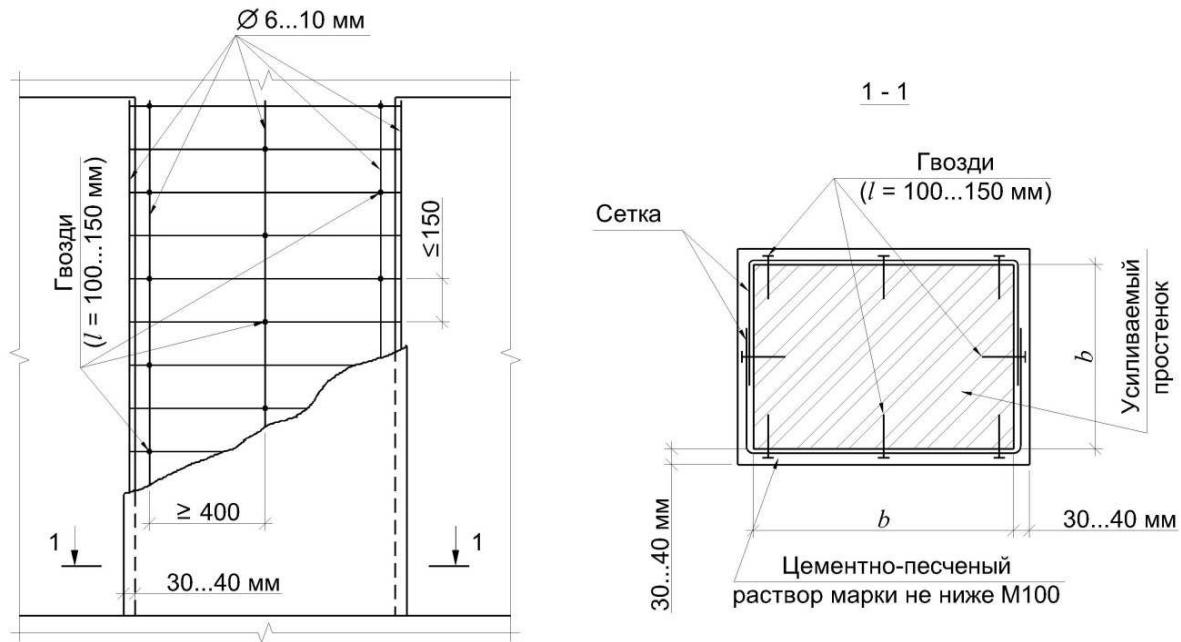 Ø 6...10 мм
Гвозди
(l = 100...150 мм)
≤150
≥ 400
1
1
30...40 мм
1 - 1
Гвозди
(l = 100...150 мм)
Сетка
b
Усиливаемый
простенок
30...40 мм
b
30...40 мм
Цементно-песченый
раствор марки не ниже М100